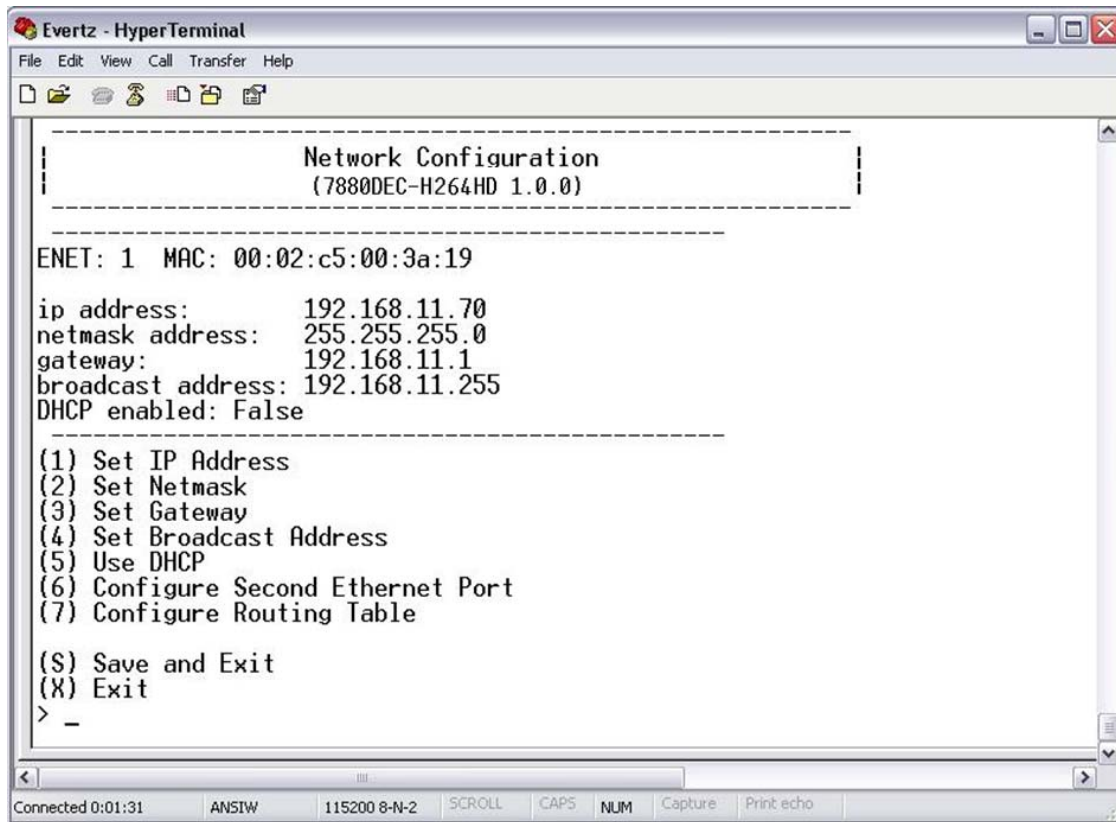 Evertz - HyperTerminal
File Edit View Call Transfer Help
Network Configuration
(7880DEC-H264HD 1.0.0)
ENET: 1 MAC: 00:02:c5:00:3a:19
ip address: 192.168.11.70
netmask address: 255.255.255.0
gateway: 192.168.11.1
broadcast address: 192.168.11.255
DHCP enabled: False
(1) Set IP Address
(2) Set Netmask
(3) Set Gateway
(4) Set Broadcast Address
(5) Use DHCP
(6) Configure Second Ethernet Port
(7) Configure Routing Table
(S) Save and Exit
(X) Exit
> _
Connected 0:01:31 ANSIW 115200 8-N-2 SCROLL CAPS NUM Capture Print echo